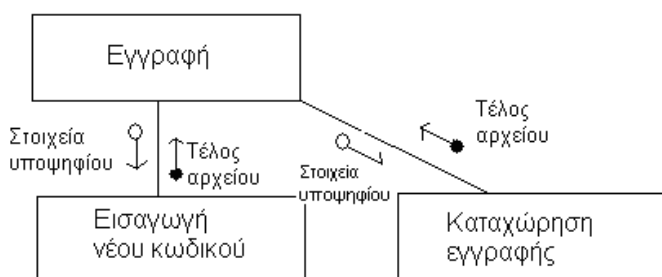 Εγγραφή
Στοιχεία
υποψηφίου
Τέλος
αρχείου
Στοιχεία
υποψηφίου
Τέλος
αρχείου
Εισαγωγή
νέου κωδικού
Καταχώρηση
εγγραφής